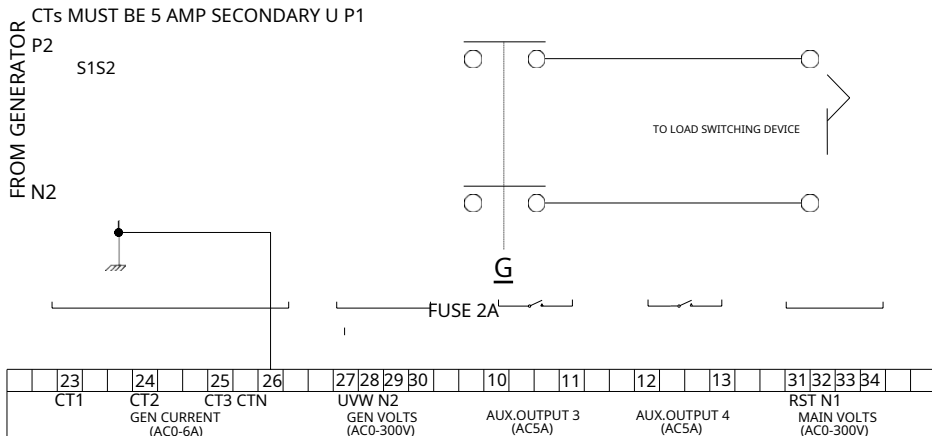 CTs MUST BE 5 AMP SECONDARY U P1
FROM GENERATOR
P2
S1S2
TO LOAD SWITCHING DEVICE
N2
G
FUSE 2A
23 24 25 26 27 28 29 30 10 11 12 13 31 32 33 34
CT1 CT2 CT3 CTN UVW N2 RST N1
GEN CURRENT GEN VOLTS AUX.OUTPUT 3 AUX.OUTPUT 4 MAIN VOLTS
(AC0-6A) (AC0-300V) (AC5A) (AC5A) (AC0-300V)